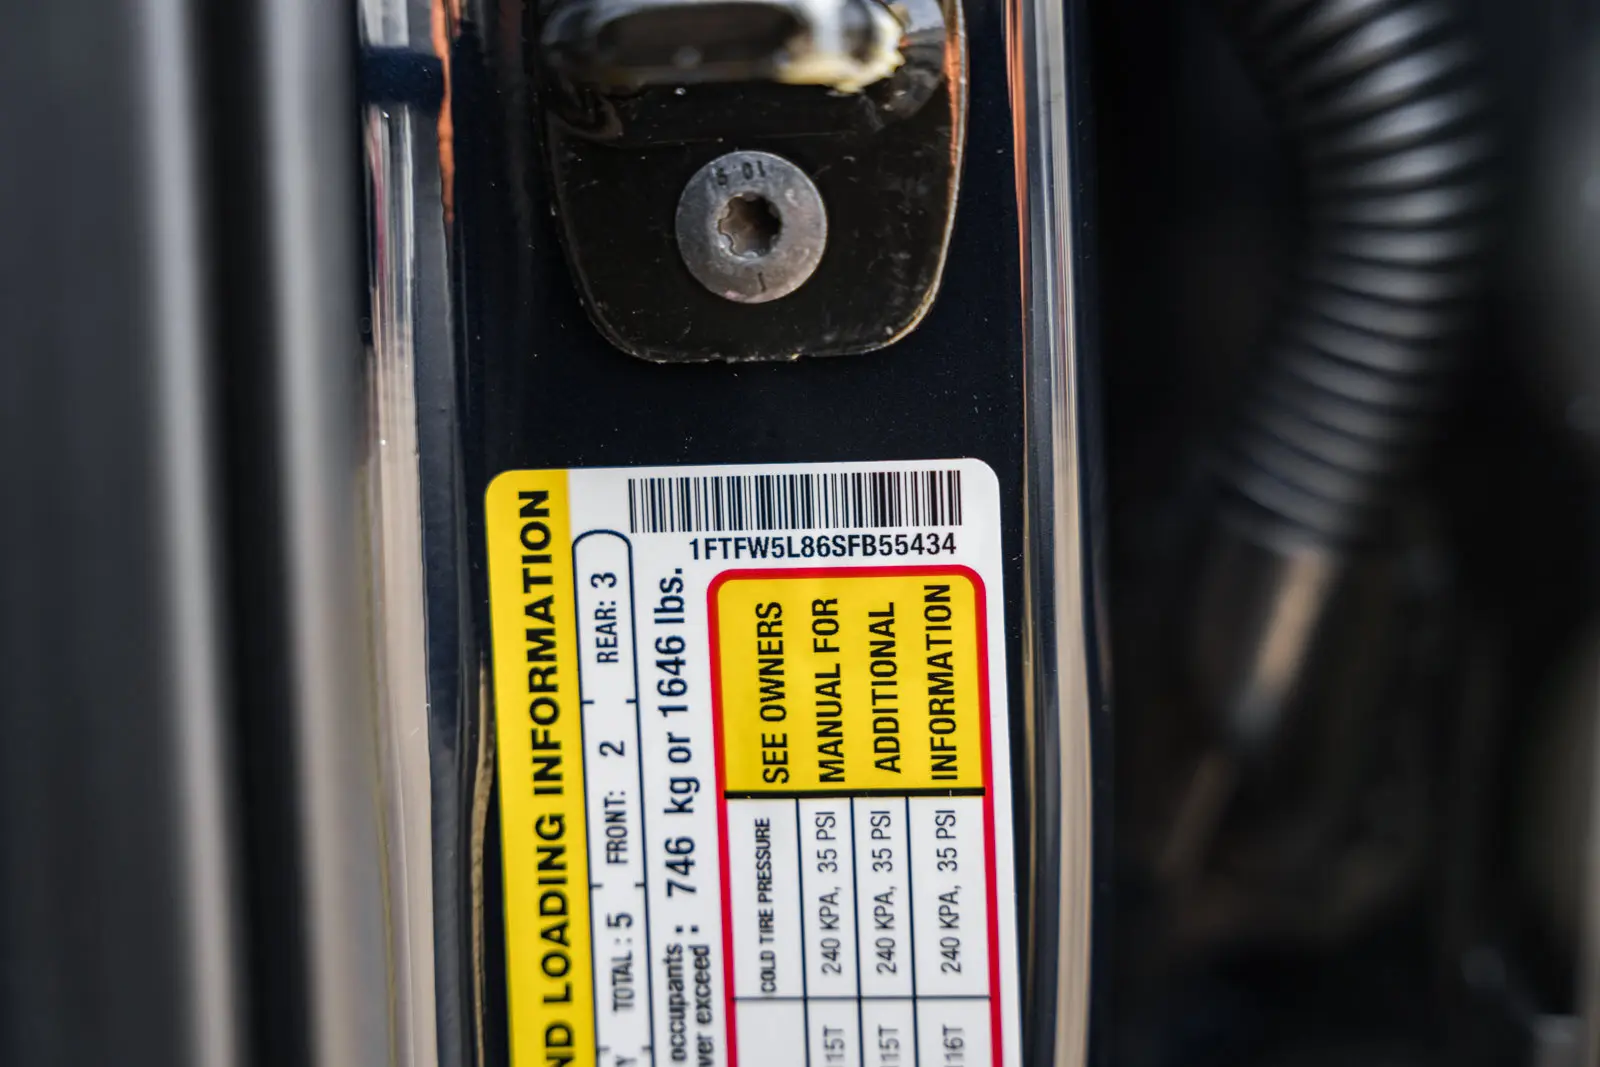 10.9
1FTFW5L86SFB55434
ND LOADING INFORMATION
Y TOTAL : 5 FRONT: 2 REAR: 3
occupants : 746 kg or 1646 lbs.
ver exceed
COLD TIRE PRESSURE
240 KPA, 35 PSI
240 KPA, 35 PSI
240 KPA, 35 PSI
15T
15T
16T
SEE OWNERS
MANUAL FOR
ADDITIONAL
INFORMATION